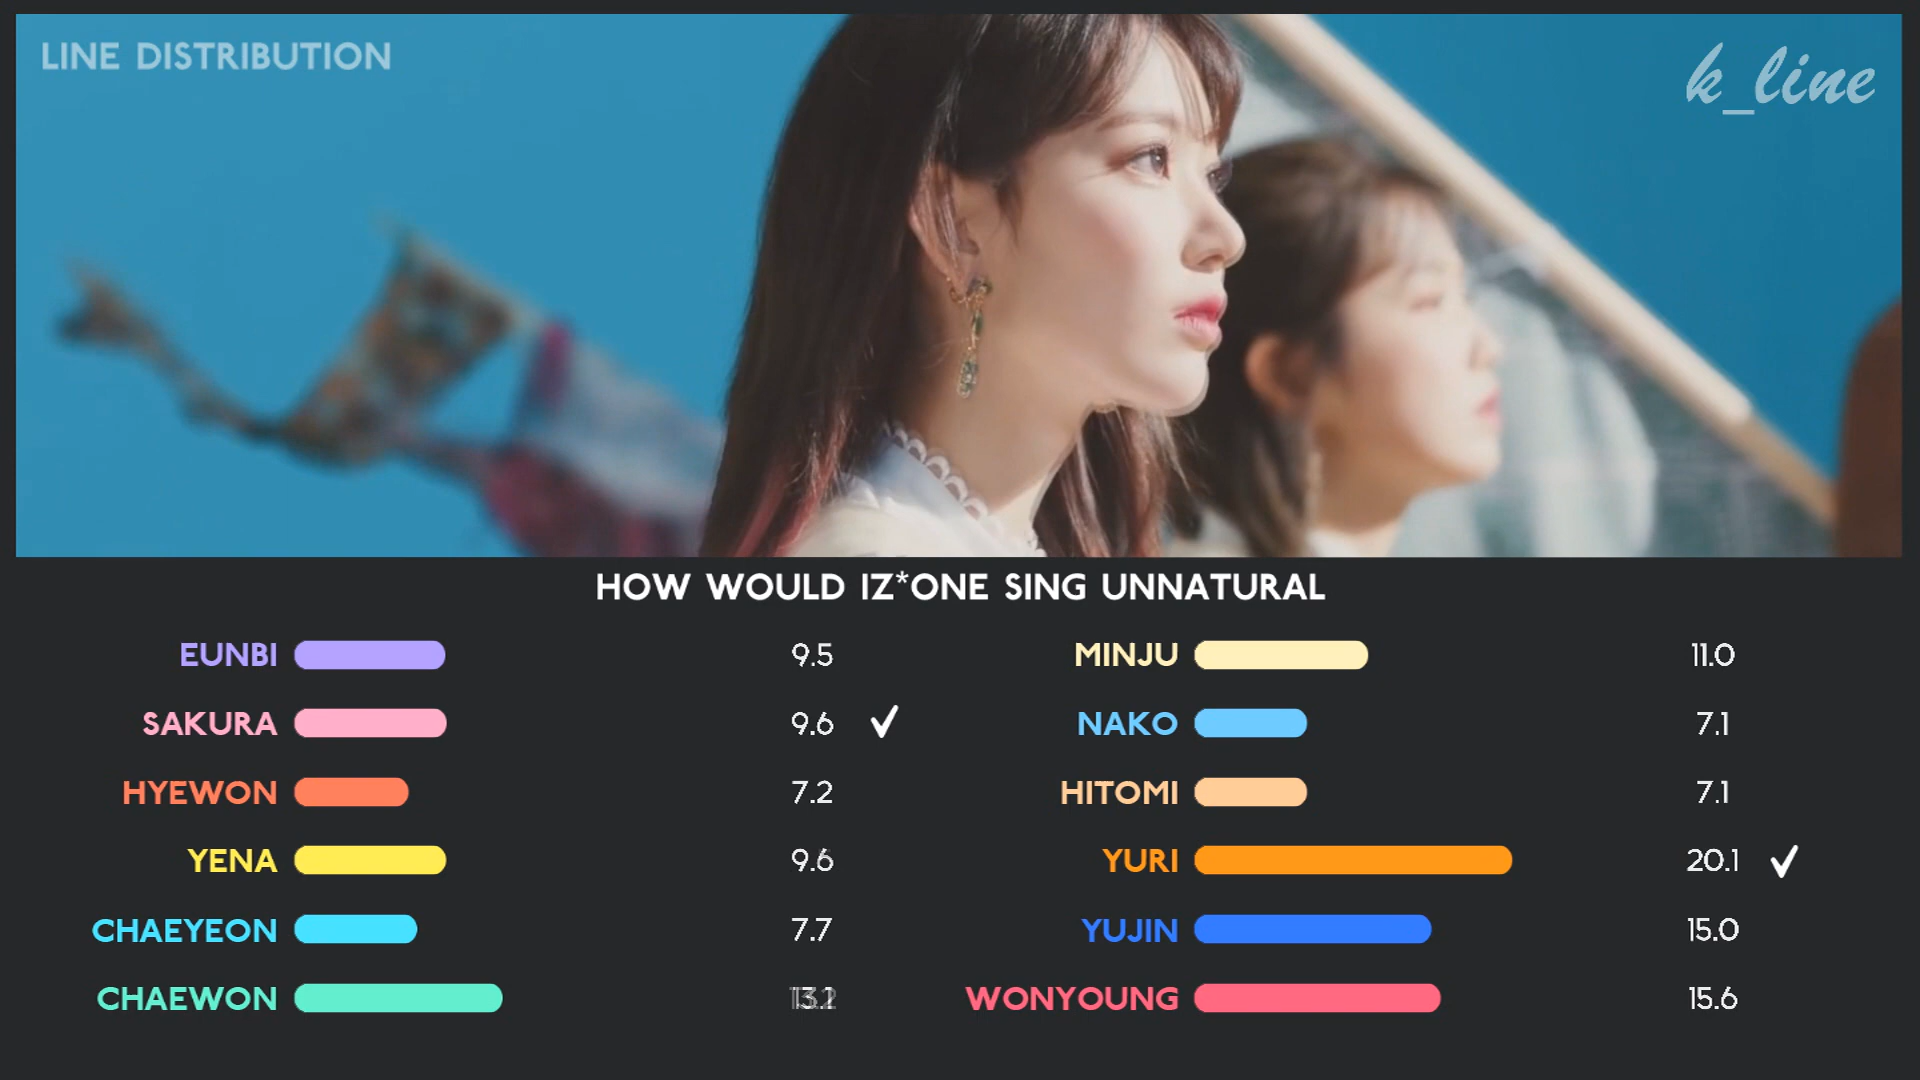 LINE DISTRIBUTION
k_line
HOW WOULD IZ*ONE SING UNNATURAL
EUNBI 9.5
SAKURA 9.6 ✓
HYEWON 7.2
YENA 9.6
CHAEYEON 7.7
CHAEWON
MINJU 11.0
NAKO 7.1
HITOMI 7.1
YURI 20.1 ✓
YUJIN 15.0
WONYOUNG 15.6